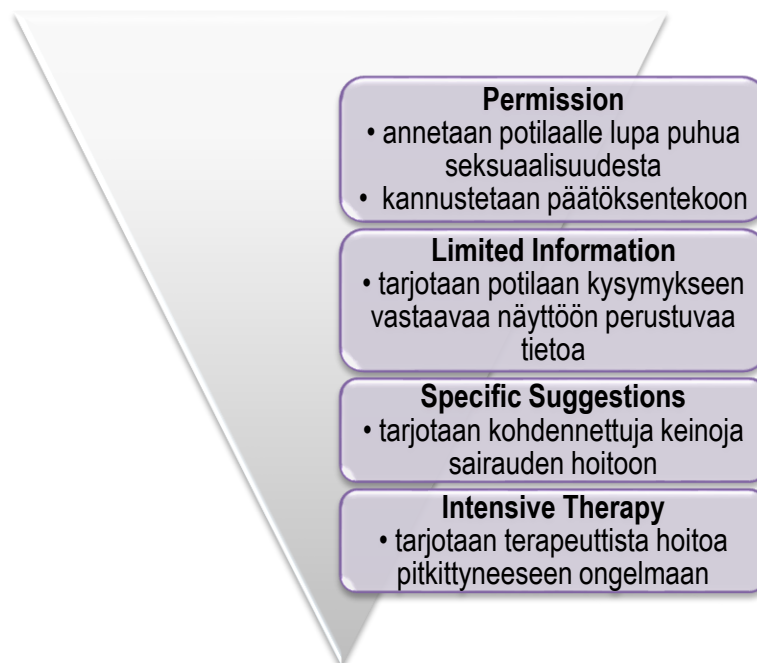 Permission
• annetaan potilaalle lupa puhua
seksuaalisuudesta
• kannustetaan päätöksentekoon
Limited Information
• tarjotaan potilaan kysymykseen
vastaavaa näyttöön perustuvaa
tietoa
Specific Suggestions
• tarjotaan kohdennettuja keinoja
sairauden hoitoon
Intensive Therapy
• tarjotaan terapeuttista hoitoa
pitkittyneeseen ongelmaan